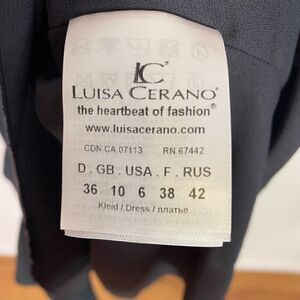 LC
LUISA CERANO®
the heartbeat of fashion®
www.luisacerano.com
CDN CA 07113 RN 67442
D . GB . USA . F . RUS
36 10 6 38 42
Kleid / Dress / платье